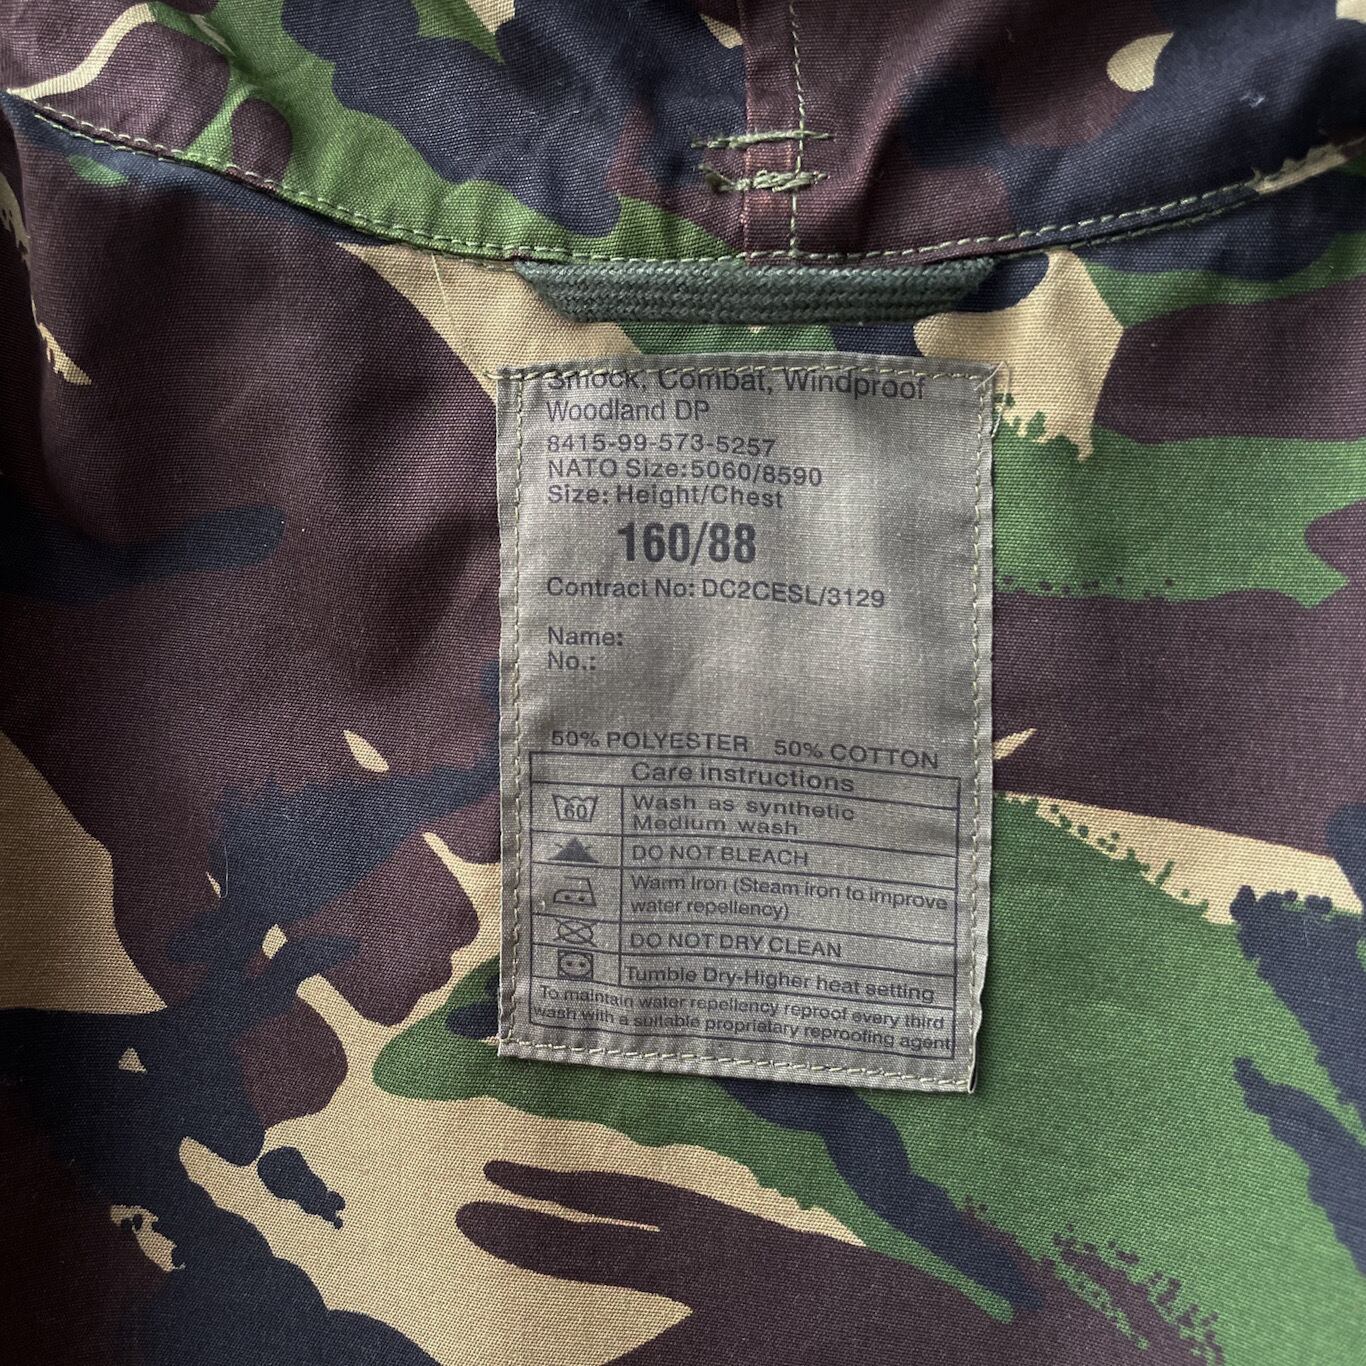 Smock, Combat, Windproof
Woodland DP
8415-99-573-5257
NATO Size:5060/8590
Size: Height/Chest
160/88
Contract No: DC2CESL/3129
Name:
No.:
50% POLYESTER 50% COTTON
Care instructions
60
Wash as synthetic
Medium wash
DO NOT BLEACH
Warm Iron (Steam iron to improve
water repellency)
DO NOT DRY CLEAN
Tumble Dry-Higher heat setting
To maintain water repellency reproof every third
wash with a suitable proprietary reproofing agent